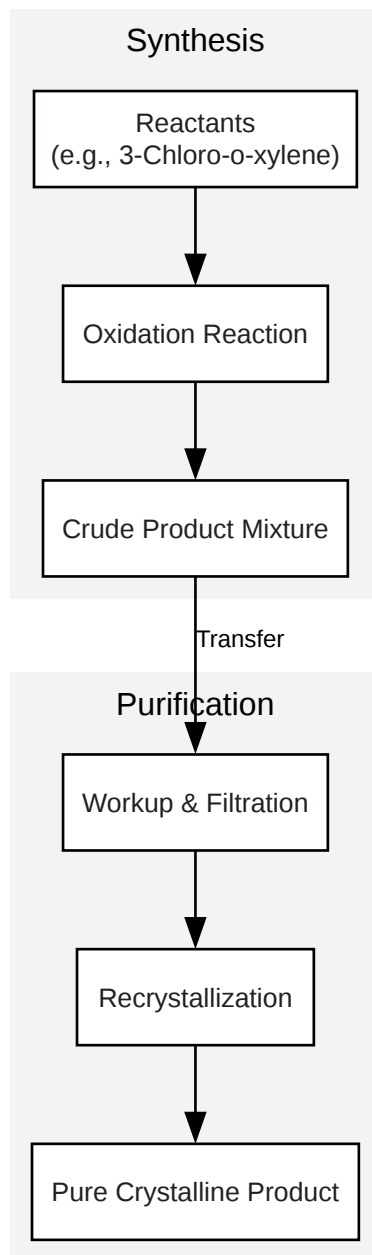 Synthesis
Reactants
(e.g., 3-Chloro-o-xylene)
Oxidation Reaction
Crude Product Mixture
Transfer
Purification
Workup & Filtration
Recrystallization
Pure Crystalline Product